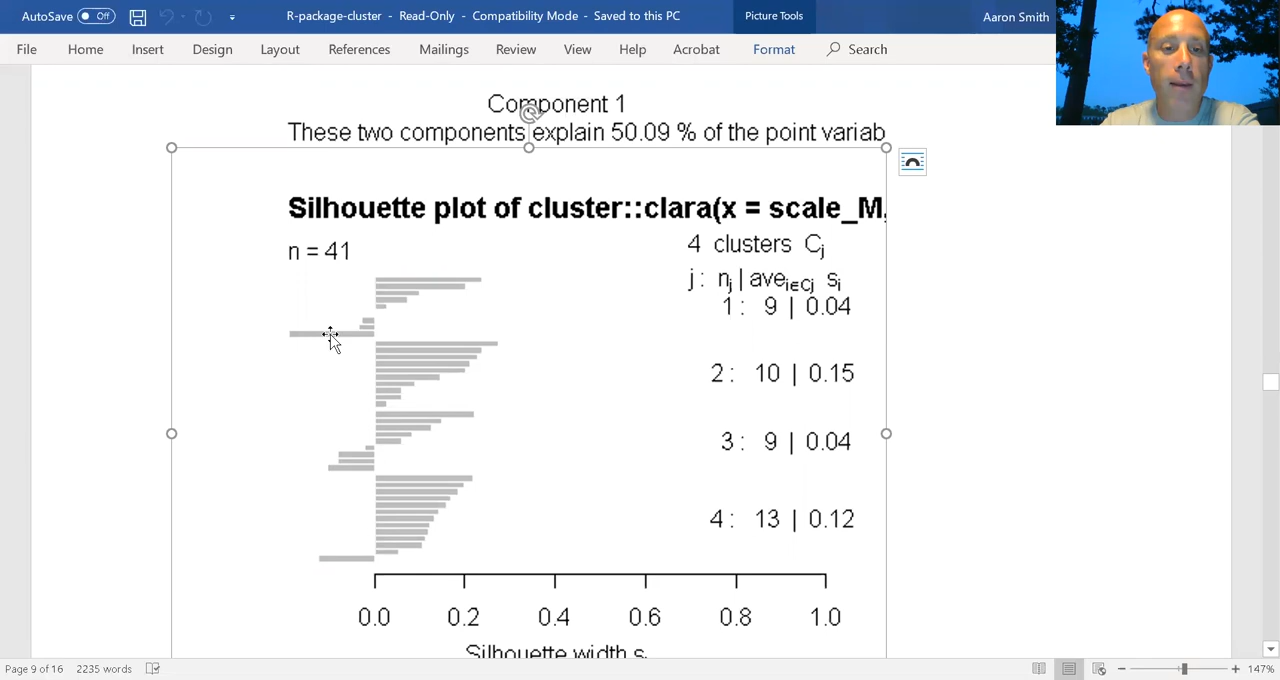 AutoSave Off R-package-cluster - Read-Only - Compatibility Mode - Saved to this PC Picture Tools Aaron Smith
File Home Insert Design Layout References Mailings Review View Help Acrobat Format Search
Component 1
These two components explain 50.09 % of the point variab
Silhouette plot of cluster::clara(x = scale_M,
n = 41
4 clusters Cj
j : nj | avei∈Cj si
1 : 9 | 0.04
2 : 10 | 0.15
3 : 9 | 0.04
4 : 13 | 0.12
0.0 0.2 0.4 0.6 0.8 1.0
Silhouette width s
Page 9 of 16 2235 words 147%